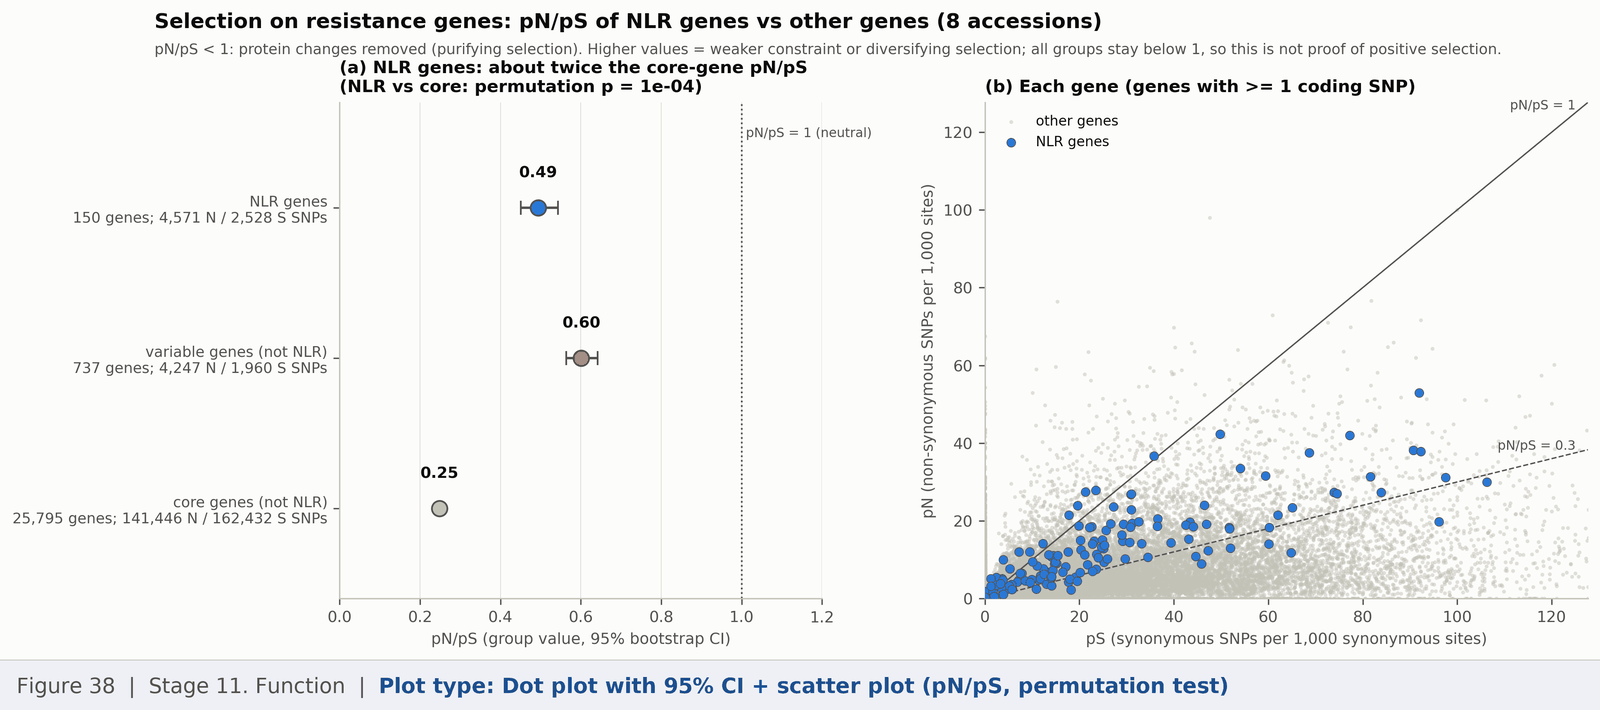 Selection on resistance genes: pN/pS of NLR genes vs other genes (8 accessions)
pN/pS < 1: protein changes removed (purifying selection). Higher values = weaker constraint or diversifying selection; all groups stay below 1, so this is not proof of positive selection.
(a) NLR genes: about twice the core-gene pN/pS
(NLR vs core: permutation p = 1e-04)
pN/pS = 1 (neutral)
0.49
NLR genes
150 genes; 4,571 N / 2,528 S SNPs
0.60
variable genes (not NLR)
737 genes; 4,247 N / 1,960 S SNPs
0.25
core genes (not NLR)
25,795 genes; 141,446 N / 162,432 S SNPs
0.0 0.2 0.4 0.6 0.8 1.0 1.2
pN/pS (group value, 95% bootstrap CI)
(b) Each gene (genes with >= 1 coding SNP)
pN/pS = 1
other genes
NLR genes
pN/pS = 0.3
pN (non-synonymous SNPs per 1,000 sites)
120
100
80
60
40
20
0
0 20 40 60 80 100 120
pS (synonymous SNPs per 1,000 synonymous sites)
Figure 38 | Stage 11. Function | Plot type: Dot plot with 95% CI + scatter plot (pN/pS, permutation test)